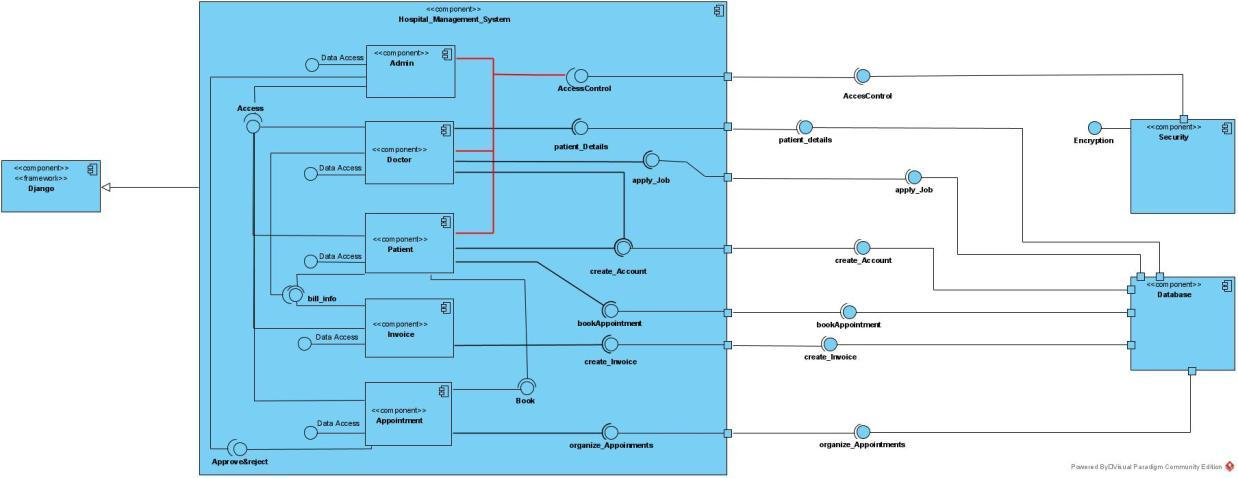 <<component>>
Hospital_Management_System
<<component>>
Admin
Data Access
AccessControl
AccesControl
Access
<<component>>
Doctor
Data Access
patient_Details
patient_details
apply_Job
apply_Job
Encryption
<<component>>
Security
<<component>>
<<framework>>
Django
<<component>>
Patient
Data Access
create_Account
create_Account
bill_info
<<component>>
Database
<<component>>
Invoice
Data Access
bookAppointment
bookAppointment
create_Invoice
create_Invoice
Book
<<component>>
Appointment
Data Access
organize_Appoinments
organize_Appointments
Approve&reject
Powered By Visual Paradigm Community Edition